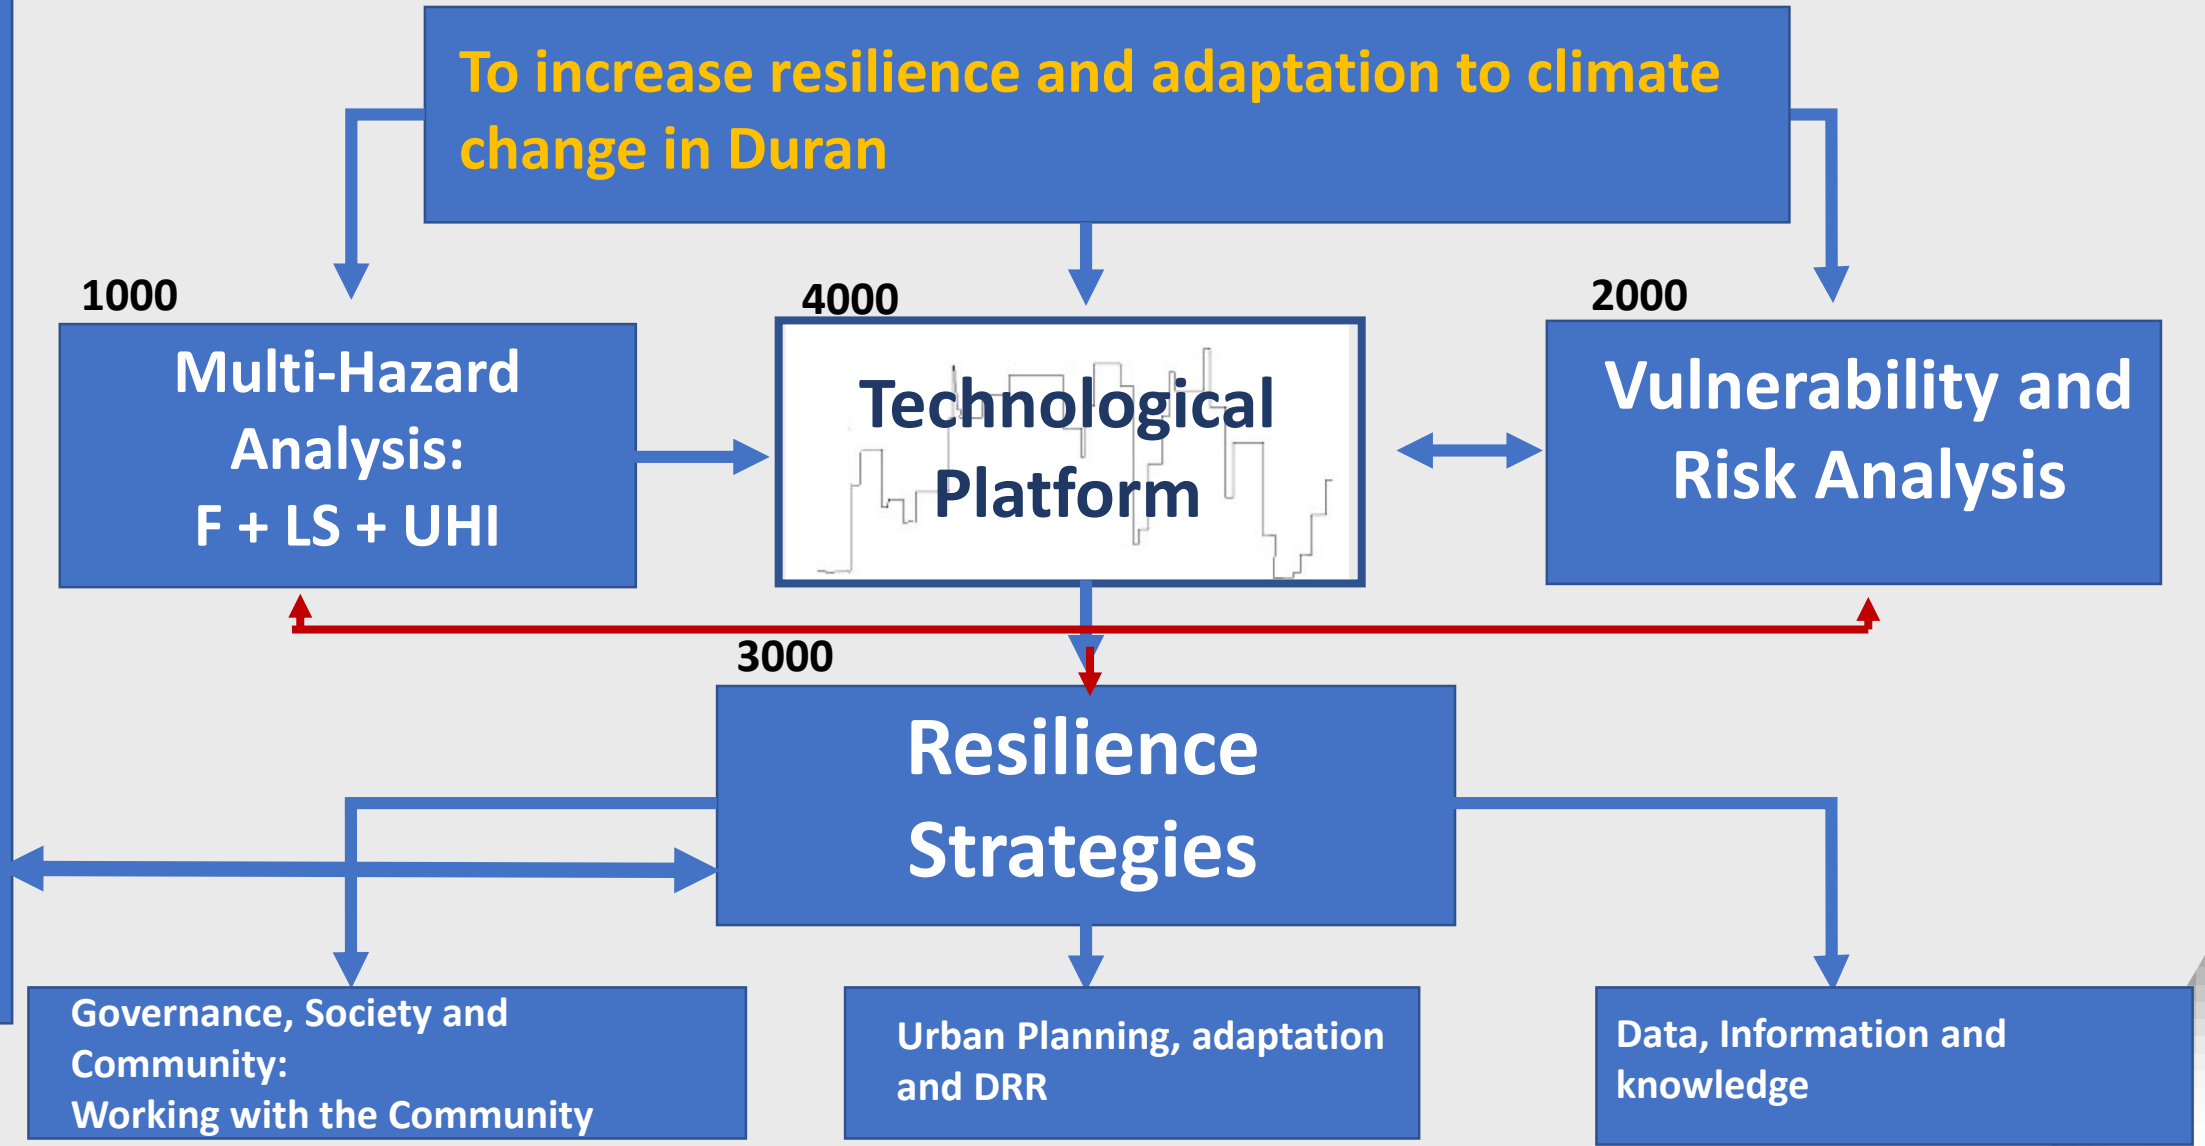 To increase resilience and adaptation to climate
change in Duran
1000
4000
2000
Multi-Hazard
Analysis:
F + LS + UHI
Technological
Platform
Vulnerability and
Risk Analysis
3000
Resilience
Strategies
Governance, Society and
Community:
Working with the Community
Urban Planning, adaptation
and DRR
Data, Information and
knowledge